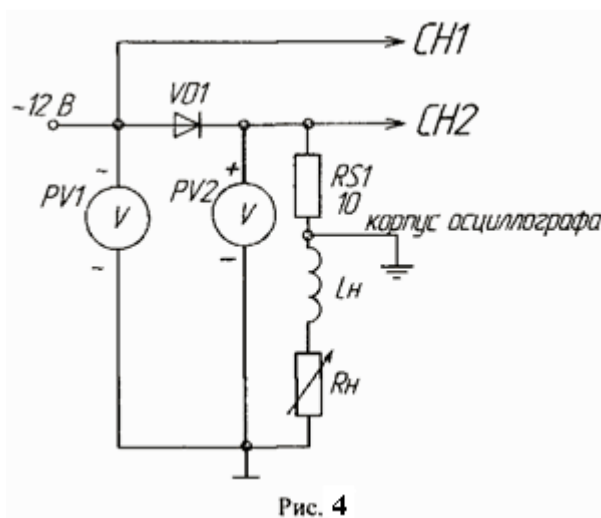 CH1
~12 В
VD1
CH2
+
~
PV1
V
~
PV2
V
−
RS1
10
корпус осциллографа
Lн
Rн
Рис. 4